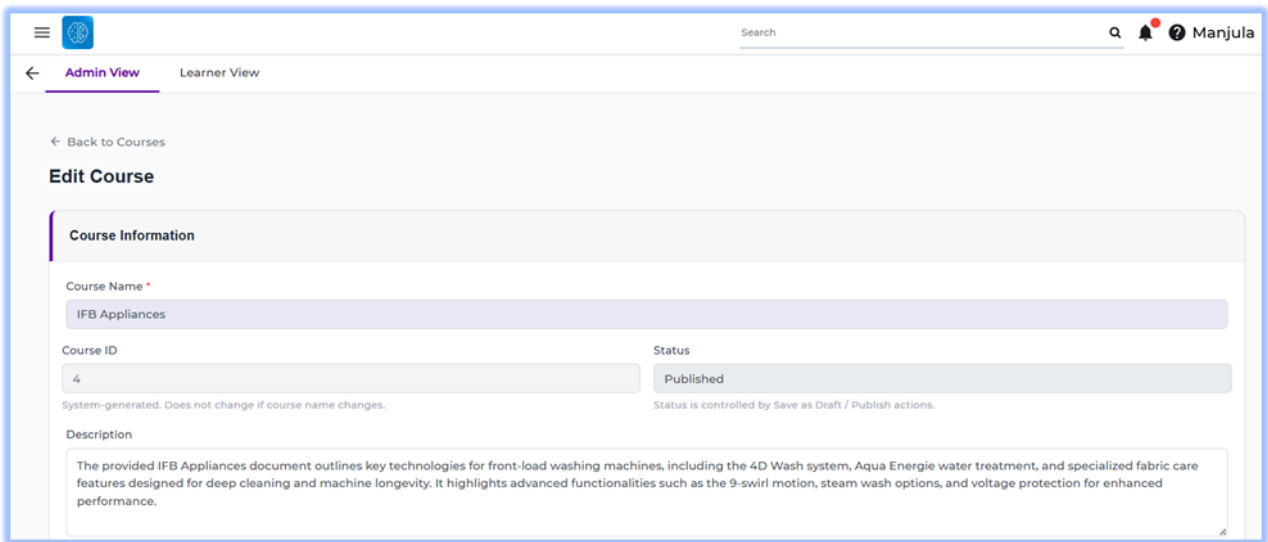 Search
Manjula
Admin View Learner View
Back to Courses
Edit Course
Course Information
Course Name *
IFB Appliances
Course ID Status
4 Published
System-generated. Does not change if course name changes. Status is controlled by Save as Draft / Publish actions.
Description
The provided IFB Appliances document outlines key technologies for front-load washing machines, including the 4D Wash system, Aqua Energie water treatment, and specialized fabric care
features designed for deep cleaning and machine longevity. It highlights advanced functionalities such as the 9-swirl motion, steam wash options, and voltage protection for enhanced
performance.